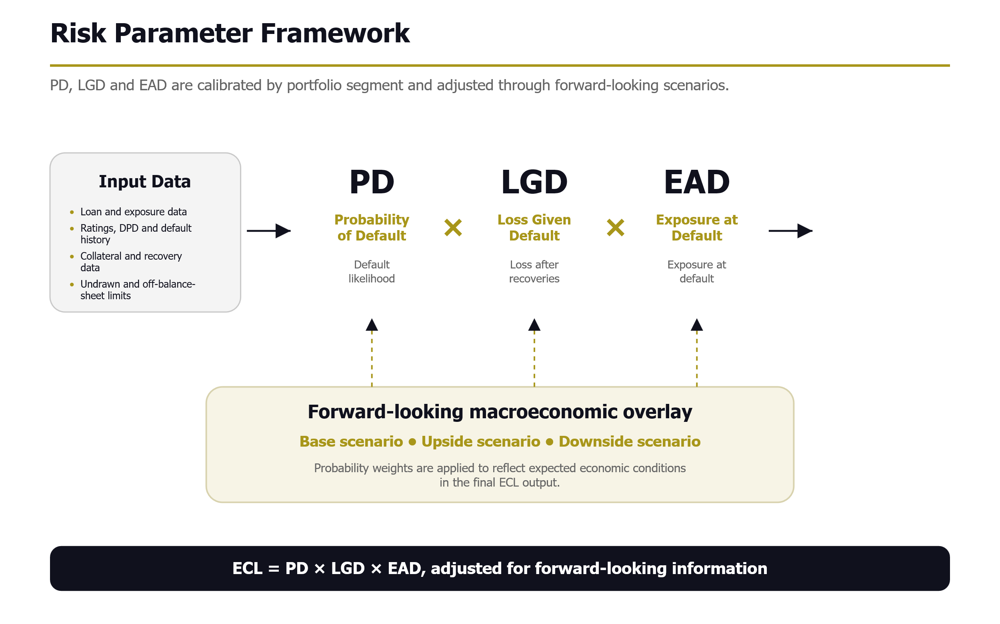 Risk Parameter Framework
PD, LGD and EAD are calibrated by portfolio segment and adjusted through forward-looking scenarios.
Input Data
• Loan and exposure data
• Ratings, DPD and default
history
• Collateral and recovery
data
• Undrawn and off-balance-
sheet limits
PD
Probability
of Default
Default
likelihood
×
LGD
Loss Given
Default
Loss after
recoveries
×
EAD
Exposure at
Default
Exposure at
default
Forward-looking macroeconomic overlay
Base scenario • Upside scenario • Downside scenario
Probability weights are applied to reflect expected economic conditions
in the final ECL output.
ECL = PD × LGD × EAD, adjusted for forward-looking information